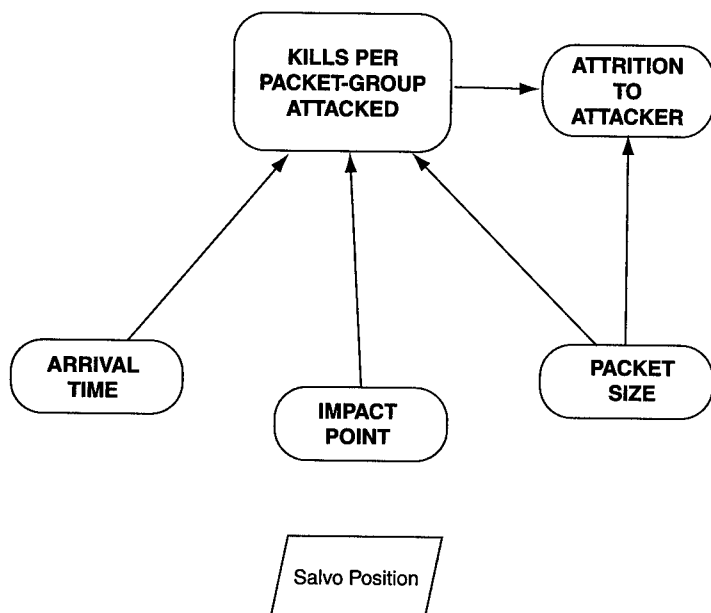 KILLS PER
PACKET-GROUP
ATTACKED
ATTRITION
TO
ATTACKER
ARRIVAL
TIME
IMPACT
POINT
PACKET
SIZE
Salvo Position